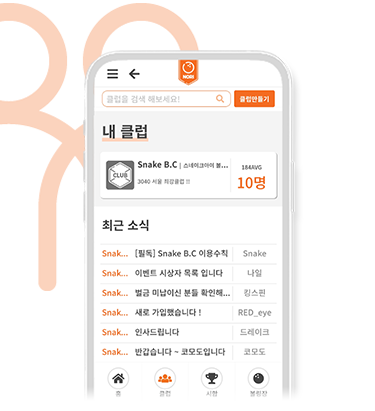 NOW!
클럽을 검색 해보세요!
클럽만들기
내 클럽
CLUB
Snake B.C | 스네이크아이 볼...
184AVG
3040 서울 최강클럽 !!
10명
최근 소식
Snak... [필독] Snake B.C 이용수칙 Snake
Snak... 이벤트 시상자 목록 입니다 나일
Snak... 벌금 미납이신 분들 확인해... 킹스핀
Snak... 새로 가입했습니다 ! RED_eye
Snak... 인사드립니다 드레이크
Snak... 반갑습니다 ~ 코모도입니다 코모도
홈 클럽 시합 볼링장